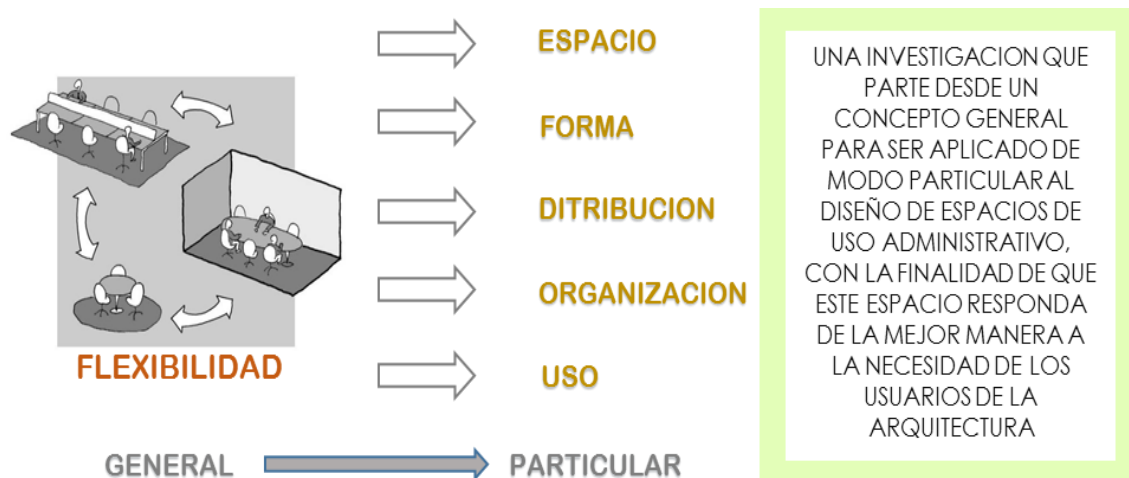 FLEXIBILIDAD
ESPACIO
FORMA
DITRIBUCION
ORGANIZACION
USO
GENERAL
PARTICULAR
UNA INVESTIGACION QUE
PARTE DESDE UN
CONCEPTO GENERAL
PARA SER APLICADO DE
MODO PARTICULAR AL
DISEÑO DE ESPACIOS DE
USO ADMINISTRATIVO,
CON LA FINALIDAD DE QUE
ESTE ESPACIO RESPONDA
DE LA MEJOR MANERA A
LA NECESIDAD DE LOS
USUARIOS DE LA
ARQUITECTURA